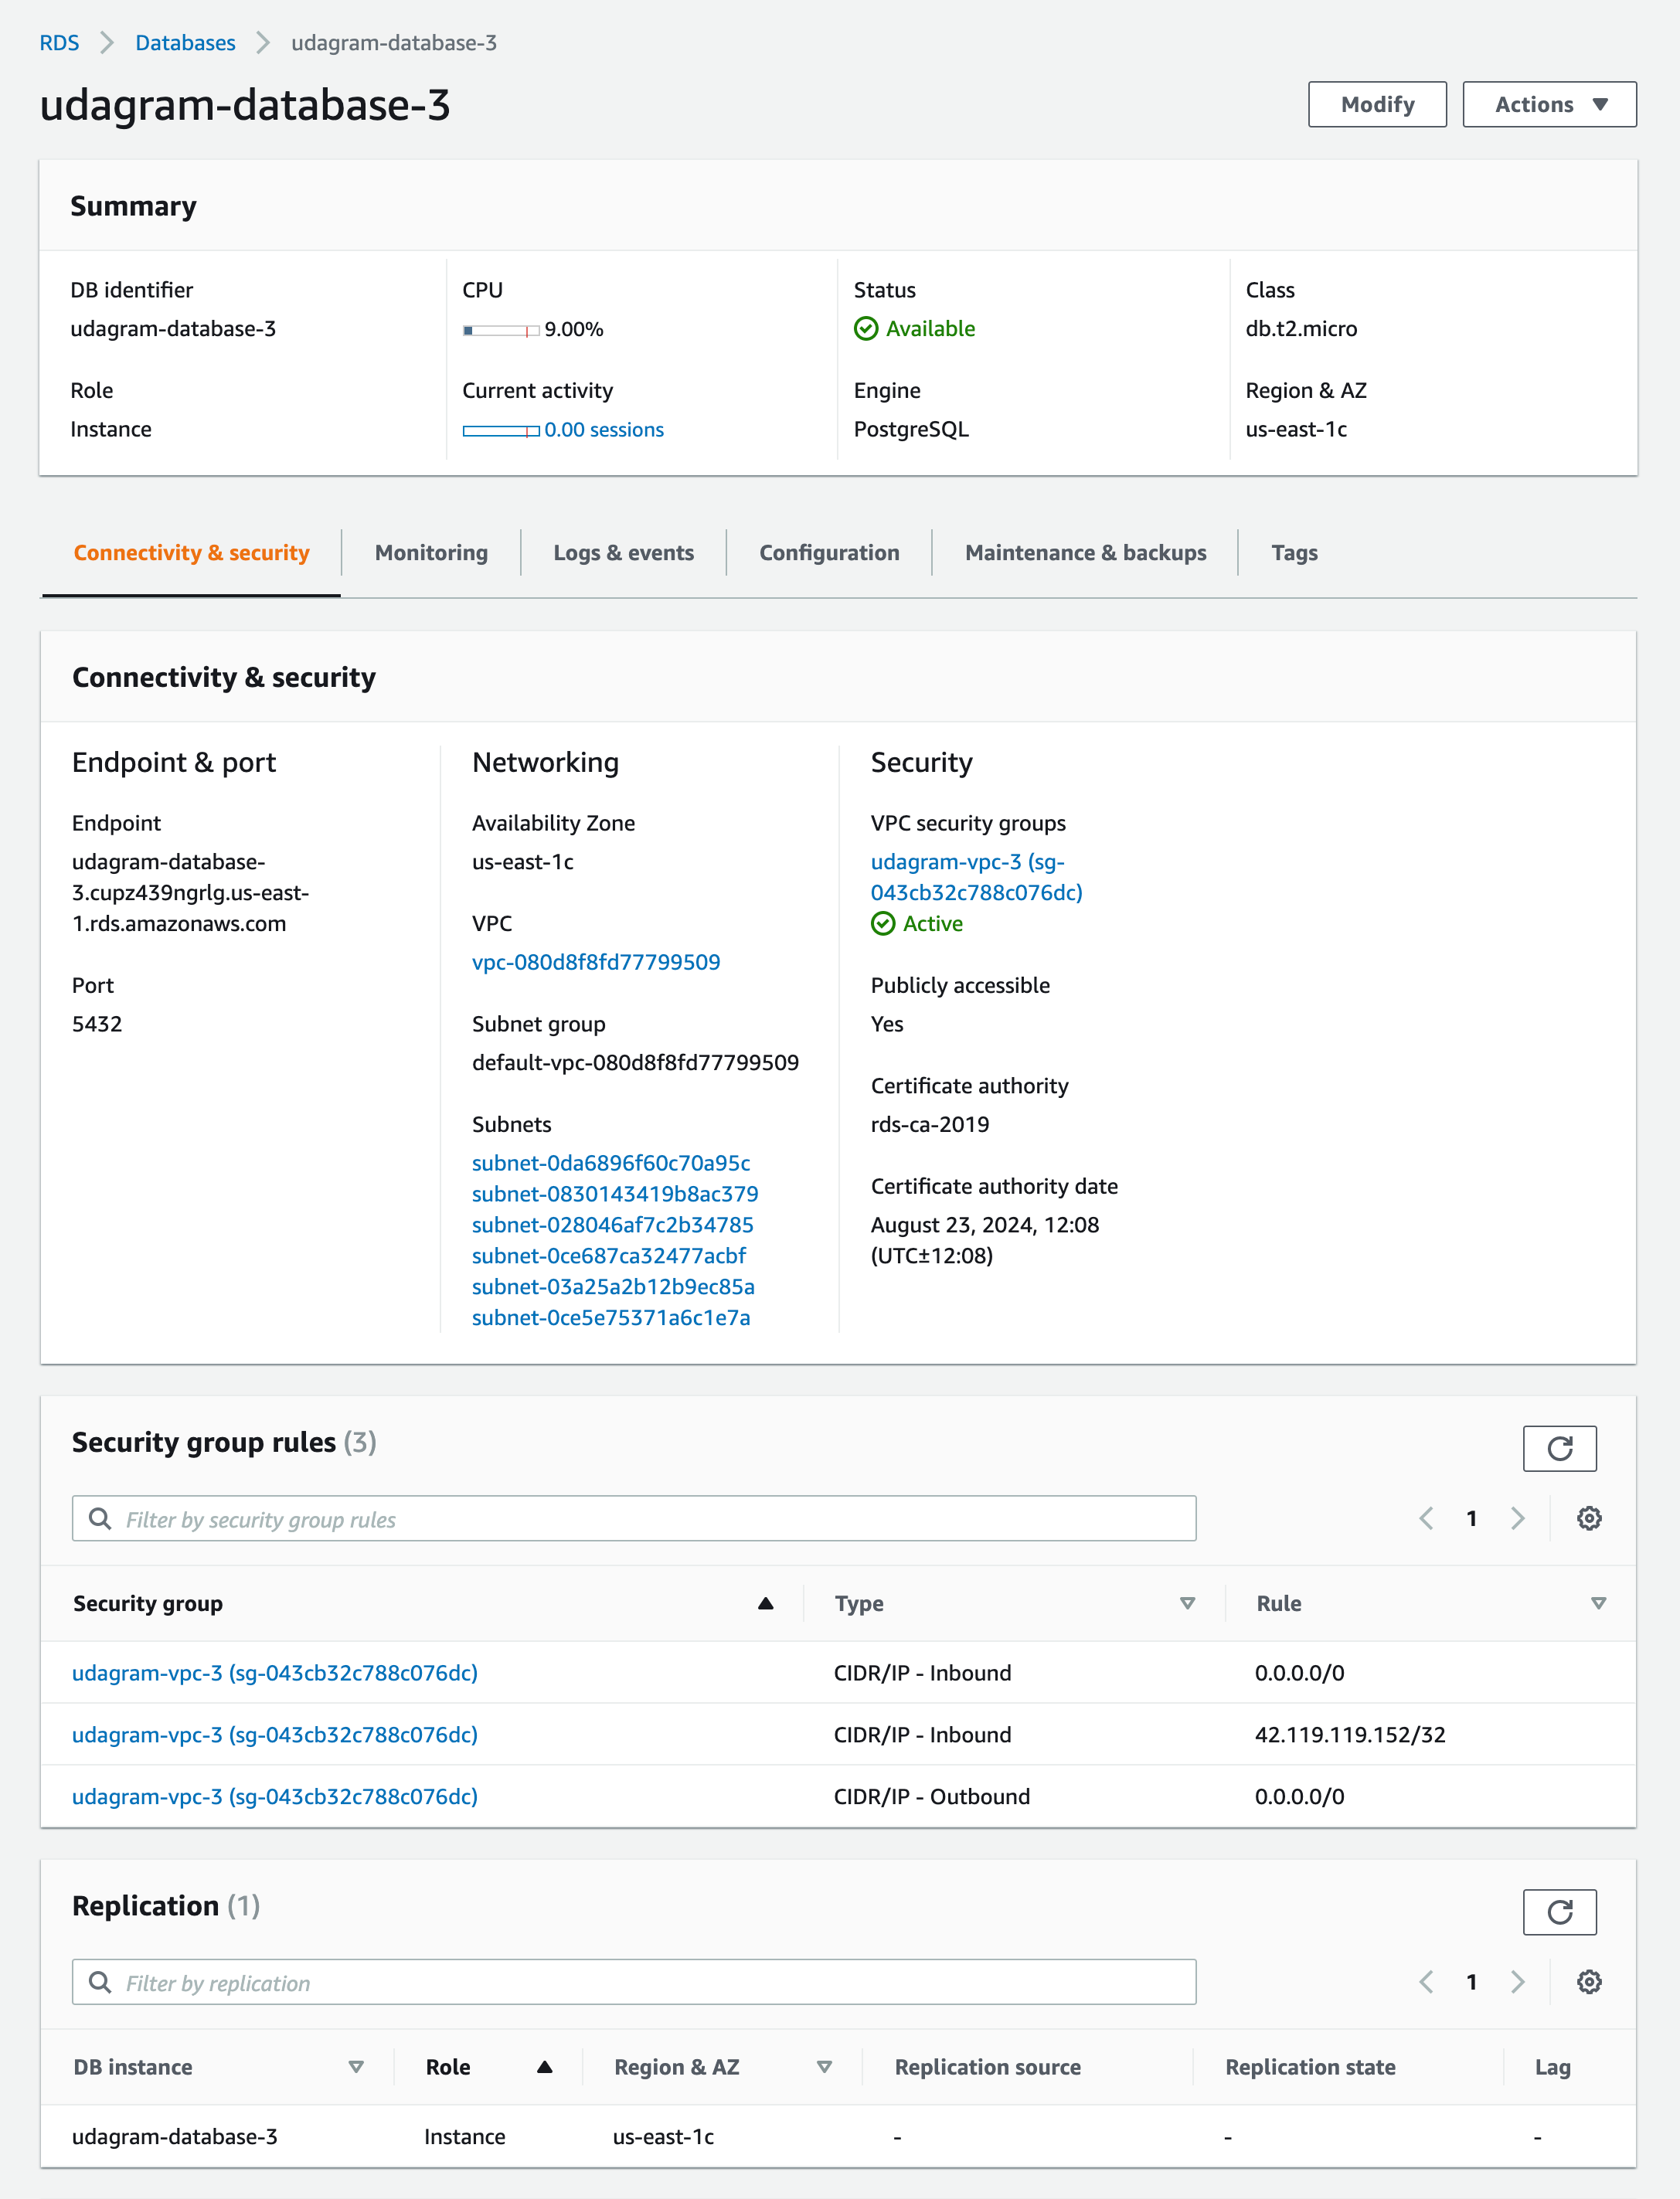 RDS > Databases > udagram-database-3
udagram-database-3
Modify
Actions
Summary
DB identifier
udagram-database-3
CPU
9.00%
Status
Available
Class
db.t2.micro
Role
Instance
Current activity
0.00 sessions
Engine
PostgreSQL
Region & AZ
us-east-1c
Connectivity & security
Monitoring
Logs & events
Configuration
Maintenance & backups
Tags
Connectivity & security
Endpoint & port
Endpoint
udagram-database-
3.cupz439ngrlg.us-east-
1.rds.amazonaws.com
Port
5432
Networking
Availability Zone
us-east-1c
VPC
vpc-080d8f8fd77799509
Subnet group
default-vpc-080d8f8fd77799509
Subnets
subnet-0da6896f60c70a95c
subnet-0830143419b8ac379
subnet-028046af7c2b34785
subnet-0ce687ca32477acbf
subnet-03a25a2b12b9ec85a
subnet-0ce5e75371a6c1e7a
Security
VPC security groups
udagram-vpc-3 (sg-
043cb32c788c076dc)
Active
Publicly accessible
Yes
Certificate authority
rds-ca-2019
Certificate authority date
August 23, 2024, 12:08
(UTC±12:08)
Security group rules (3)
Filter by security group rules
1
Security group Type Rule
udagram-vpc-3 (sg-043cb32c788c076dc) CIDR/IP - Inbound 0.0.0.0/0
udagram-vpc-3 (sg-043cb32c788c076dc) CIDR/IP - Inbound 42.119.119.152/32
udagram-vpc-3 (sg-043cb32c788c076dc) CIDR/IP - Outbound 0.0.0.0/0
Replication (1)
Filter by replication
1
DB instance Role Region & AZ Replication source Replication state Lag
udagram-database-3 Instance us-east-1c - - -